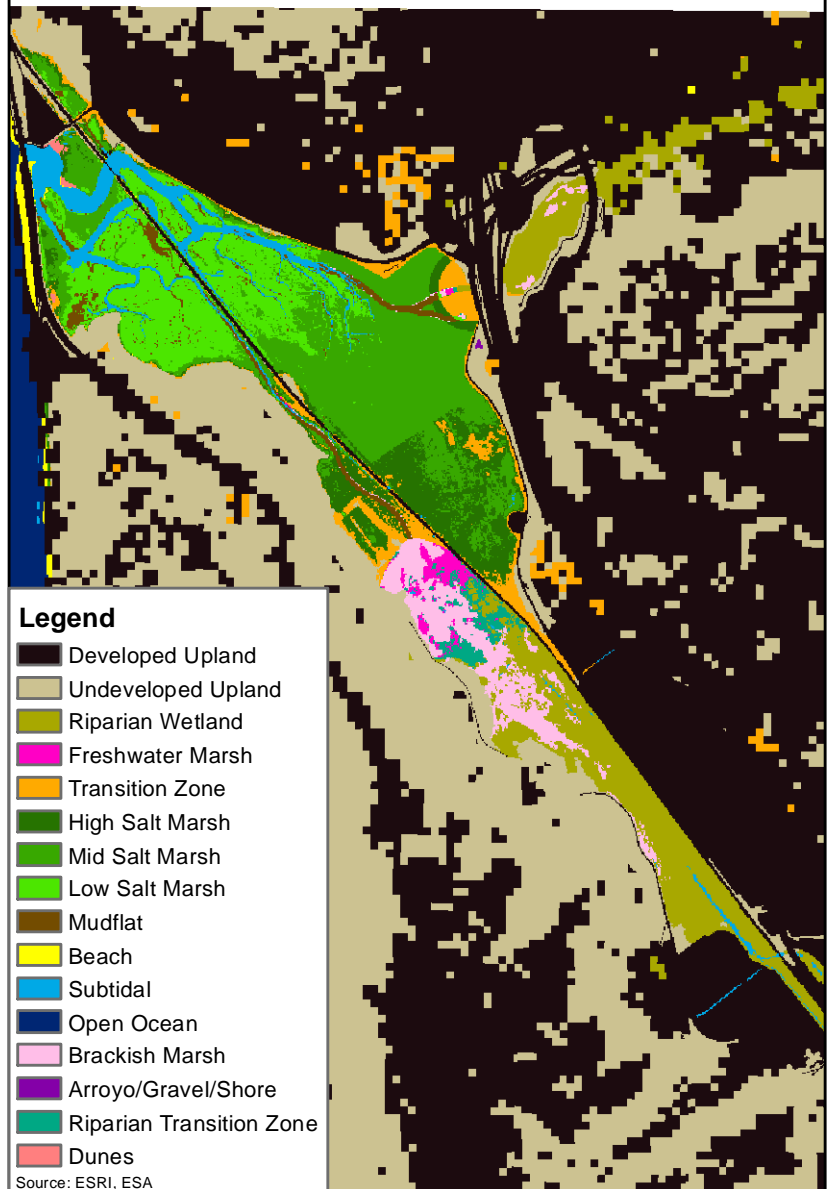 Legend
Developed Upland
Undeveloped Upland
Riparian Wetland
Freshwater Marsh
Transition Zone
High Salt Marsh
Mid Salt Marsh
Low Salt Marsh
Mudflat
Beach
Subtidal
Open Ocean
Brackish Marsh
Arroyo/Gravel/Shore
Riparian Transition Zone
Dunes
Source: ESRI, ESA